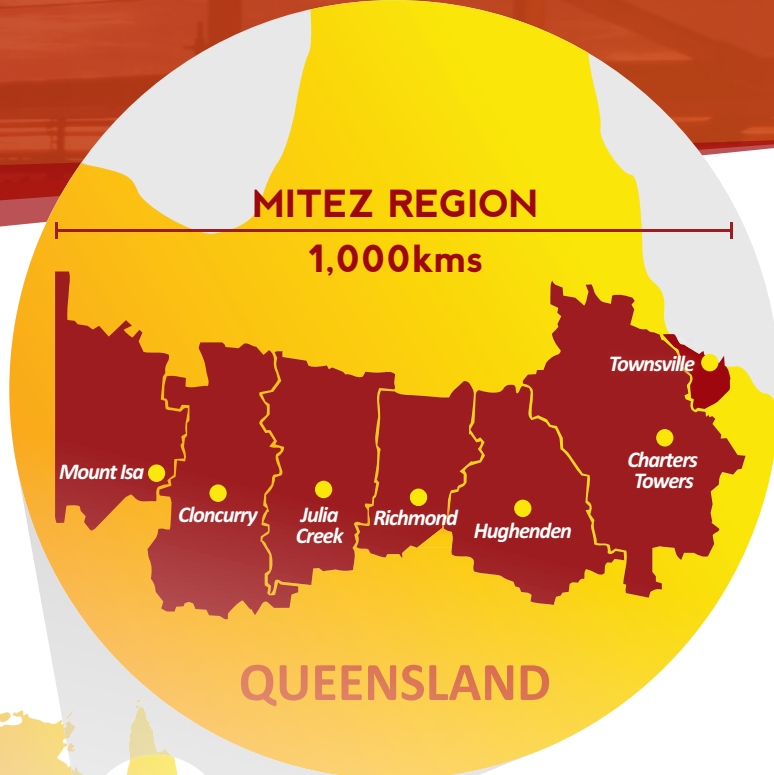 MITEZ REGION
1,000kms
Townsville
Charters
Towers
Mount Isa
Cloncurry
Julia
Creek
Richmond
Hughenden
QUEENSLAND